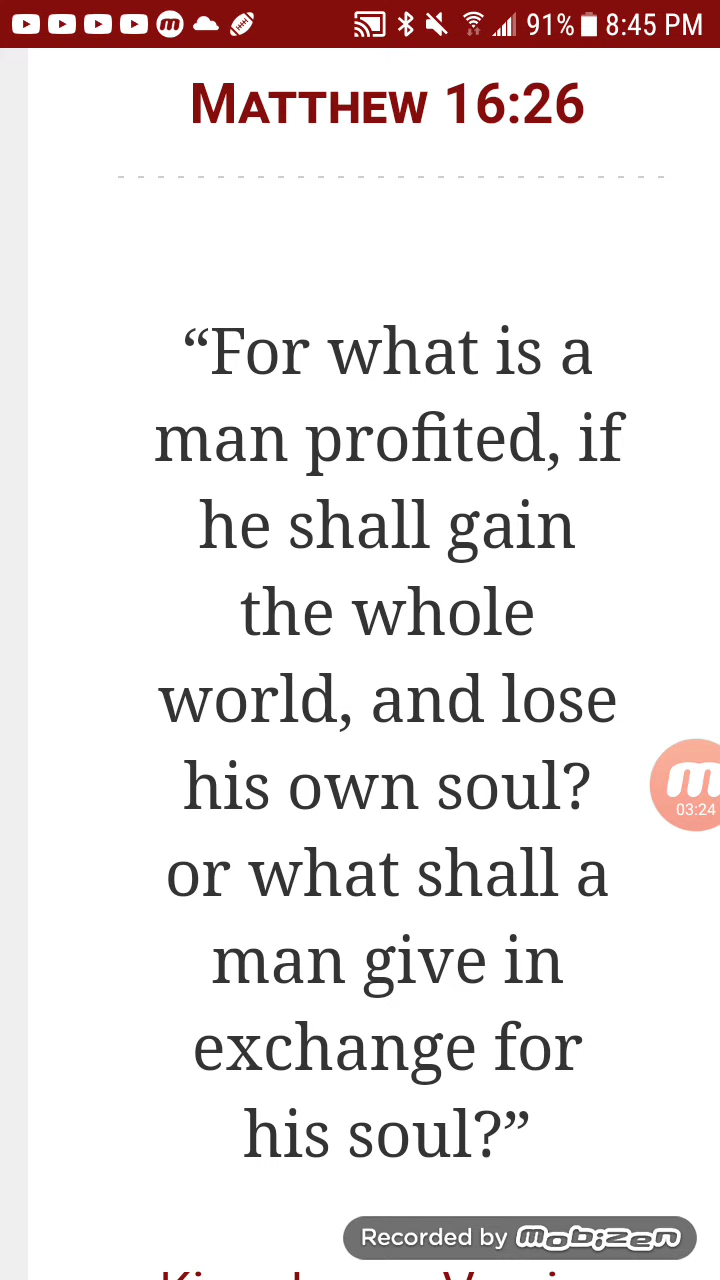 91% 8:45 PM
MATTHEW 16:26
“For what is a
man profited, if
he shall gain
the whole
world, and lose
his own soul?
or what shall a
man give in
exchange for
his soul?”
m
03:24
Recorded by mobizen